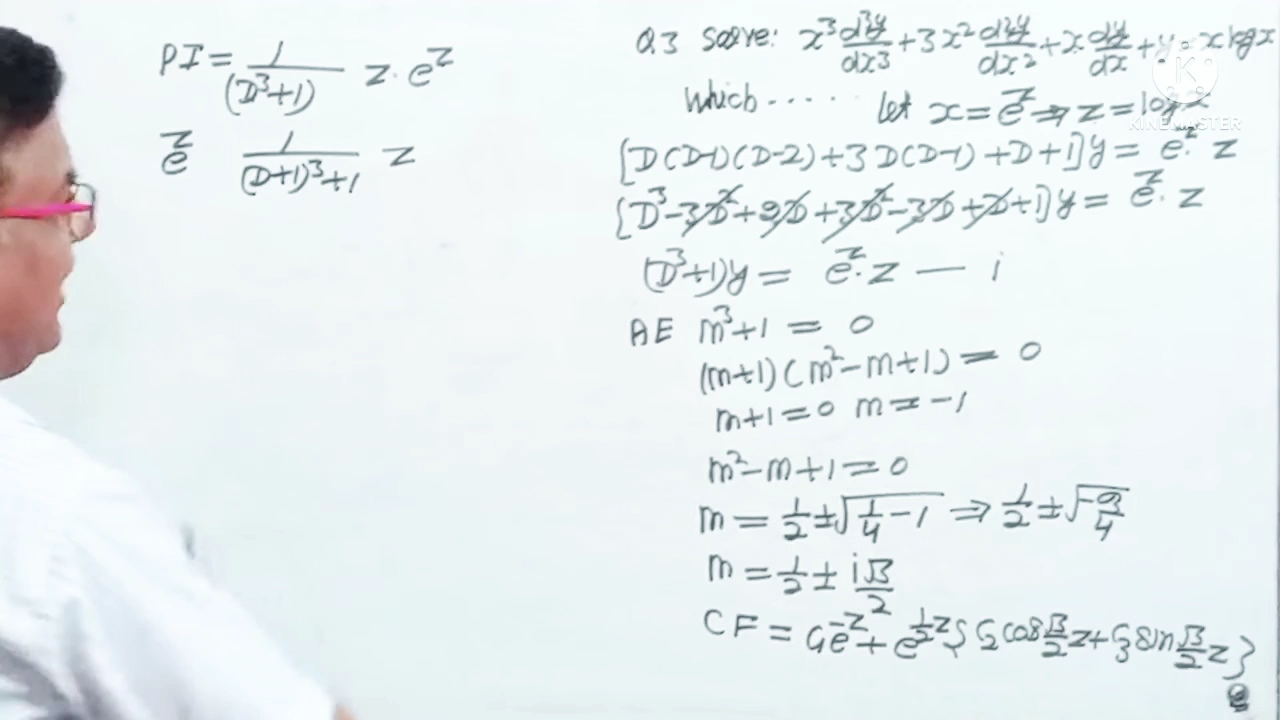 PI = 1/(D³+1) z·e^z
e^z 1/((D+1)³+1) z
Q3 Solve: x³ d³y/dx³ + 3x² d²y/dx² + x dy/dx + y = x log x
Which ..... let x = e^z ⇒ z = log x
[D(D-1)(D-2)+3D(D-1)+D+1]y = e^z· z
[D³-3D²+2D+3D²-3D+D+1]y = e^z· z
(D³+1)y = e^z·z — i
AE m³+1 = 0
(m+1)(m²-m+1) = 0
m+1=0 m=-1
m²-m+1=0
m = 1/2 ± √(1/4 - 1) ⇒ 1/2 ± √(-3/4)
m = 1/2 ± i√3/2
CF = C₁e^-z + e^(1/2 z) { C₂ cos √3/2 z + C₃ sin √3/2 z }
K
KINEMASTER